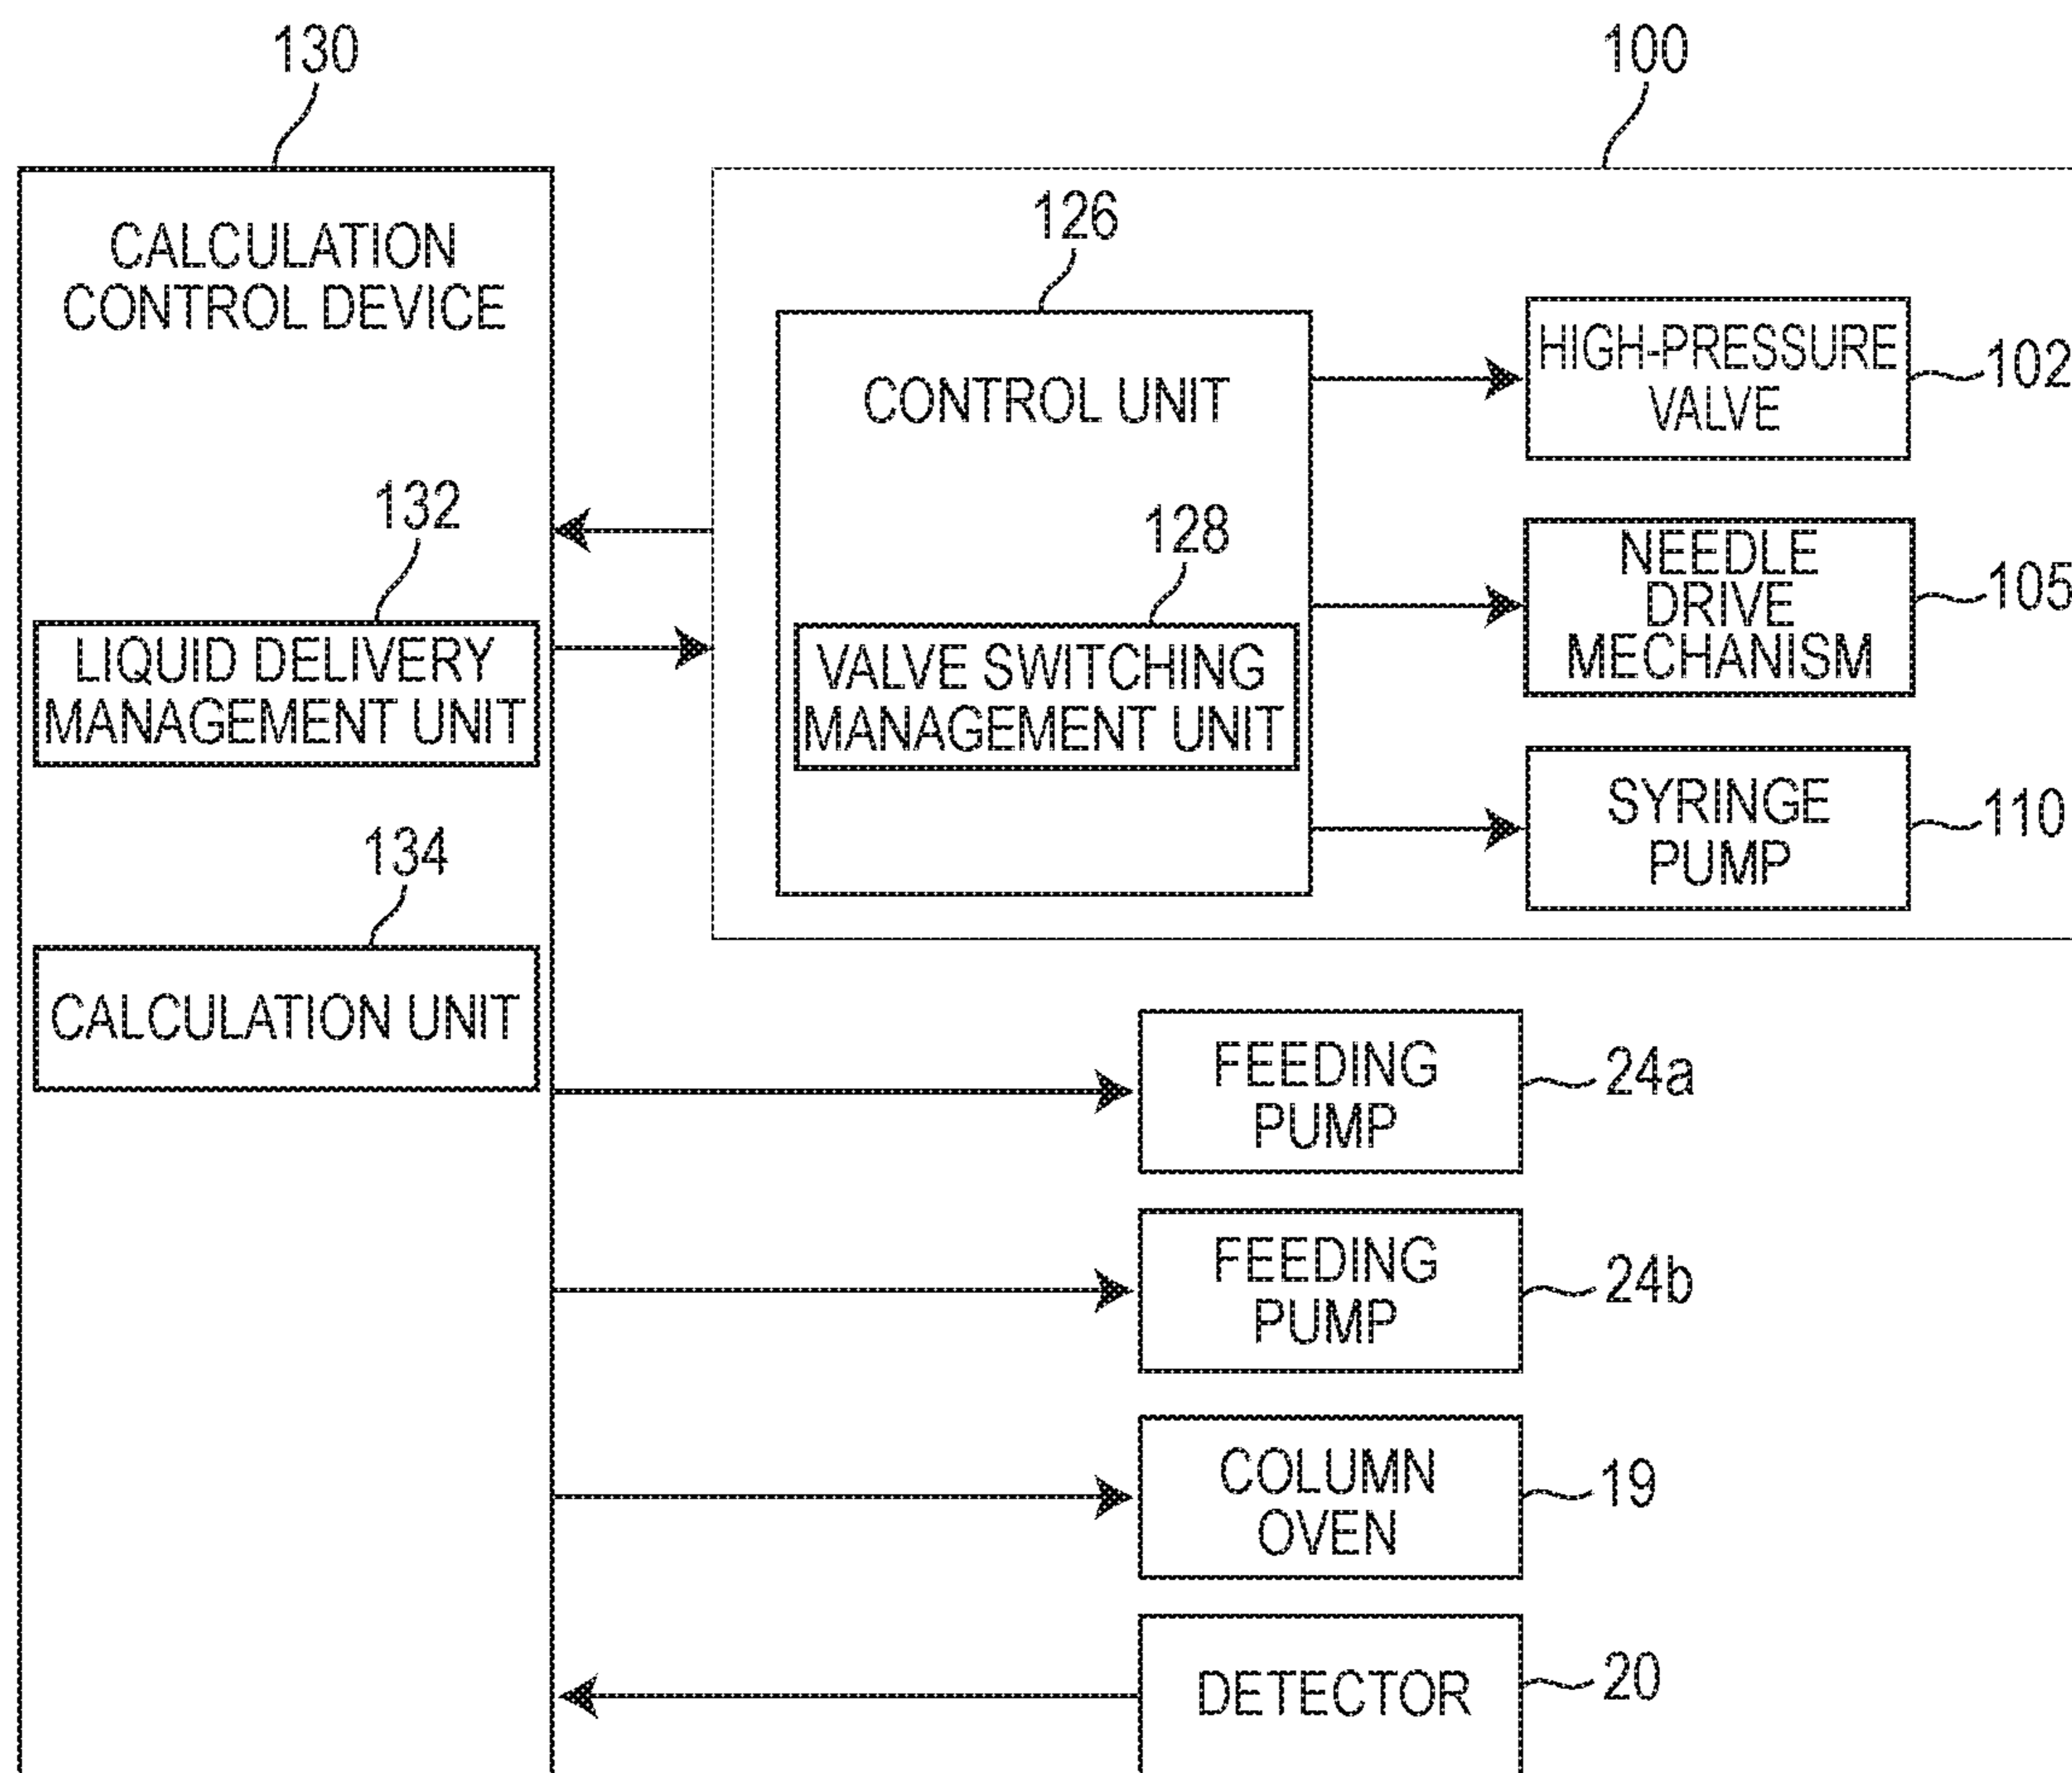 130
100
CALCULATION
CONTROL DEVICE
126
CONTROL UNIT
HIGH-PRESSURE
VALVE
102
132
LIQUID DELIVERY
MANAGEMENT UNIT
128
VALVE SWITCHING
MANAGEMENT UNIT
NEEDLE
DRIVE
MECHANISM
105
SYRINGE
PUMP
110
134
CALCULATION UNIT
FEEDING
PUMP
24a
FEEDING
PUMP
24b
COLUMN
OVEN
19
DETECTOR
20